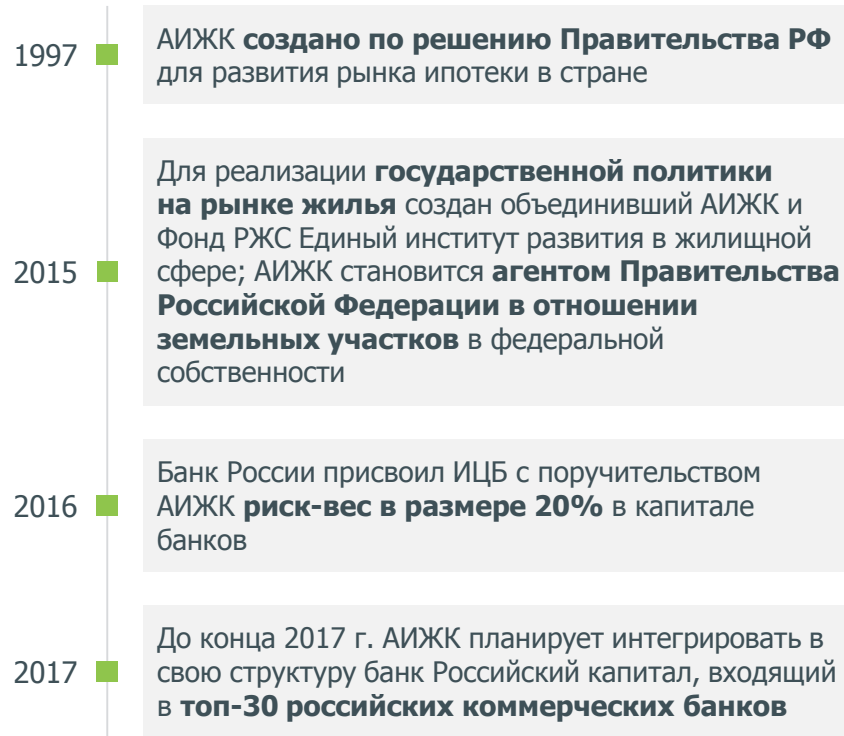 1997
АИЖК создано по решению Правительства РФ
для развития рынка ипотеки в стране
2015
Для реализации государственной политики
на рынке жилья создан объединивший АИЖК и
Фонд РЖС Единый институт развития в жилищной
сфере; АИЖК становится агентом Правительства
Российской Федерации в отношении
земельных участков в федеральной
собственности
2016
Банк России присвоил ИЦБ с поручительством
АИЖК риск-вес в размере 20% в капитале
банков
2017
До конца 2017 г. АИЖК планирует интегрировать в
свою структуру банк Российский капитал, входящий
в топ-30 российских коммерческих банков